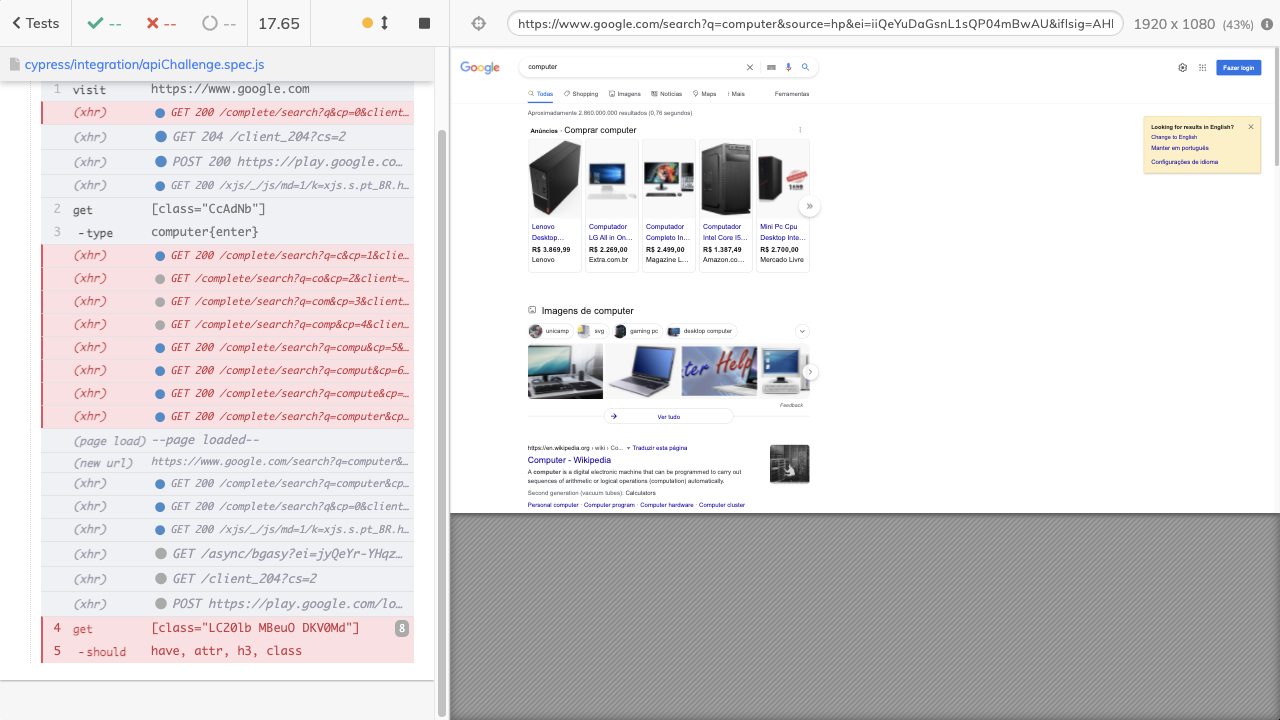 Tests
--
--
--
17.65
https://www.google.com/search?q=computer&source=hp&ei=iiQeYuDaGsnL1sQP04mBwAU&iflsig=AHl
1920 x 1080 (43%)
cypress/integration/apiChallenge.spec.js
1 visit https://www.google.com
(xhr) GET 200 /complete/search?q&cp=0&client…
(xhr) GET 204 /client_204?cs=2
(xhr) POST 200 https://play.google.co…
(xhr) GET 200 /xjs/_/js/md=1/k=xjs.s.pt_BR.h…
2 get [class="CcAdNb"]
3 -type computer{enter}
(xhr) GET 200 /complete/search?q=c&cp=1&clie…
(xhr) GET /complete/search?q=co&cp=2&client=…
(xhr) GET /complete/search?q=com&cp=3&client…
(xhr) GET /complete/search?q=comp&cp=4&clien…
(xhr) GET 200 /complete/search?q=compu&cp=5&…
(xhr) GET 200 /complete/search?q=comput&cp=6…
(xhr) GET 200 /complete/search?q=compute&cp=…
(xhr) GET 200 /complete/search?q=computer&cp…
(page load) --page loaded--
(new url) https://www.google.com/search?q=computer&…
(xhr) GET 200 /complete/search?q=computer&cp…
(xhr) GET 200 /complete/search?q&cp=0&client…
(xhr) GET 200 /xjs/_/js/md=1/k=xjs.s.pt_BR.h…
(xhr) GET /async/bgasy?ei=jyQeYr-YHqz…
(xhr) GET /client_204?cs=2
(xhr) POST https://play.google.com/lo…
4 get [class="LC20lb MBeuO DKV0Md"] 8
5 -should have, attr, h3, class
Google
computer
Fazer login
Todas Shopping Imagens Notícias Maps Mais Ferramentas
Aproximadamente 2.860.000.000 resultados (0,76 segundos)
Anúncios · Comprar computer
Lenovo Desktop…
R$ 3.869,99
Lenovo
Computador LG All in On…
R$ 2.269,00
Extra.com.br
Computador Completo In…
R$ 2.499,00
Magazine L…
Computador Intel Core I5…
R$ 1.387,49
Amazon.co…
Mini Pc Cpu Desktop Inte…
R$ 2.700,00
Mercado Livre
Looking for results in English?
Change to English
Manter em português
Configurações de idioma
Imagens de computer
unicamp svg gaming pc desktop computer
ter Help
Feedback
Ver tudo
https://en.wikipedia.org › wiki › Co... Traduzir esta página
Computer - Wikipedia
A computer is a digital electronic machine that can be programmed to carry out
sequences of arithmetic or logical operations (computation) automatically.
Second generation (vacuum tubes): Calculators
Personal computer · Computer program · Computer hardware · Computer cluster